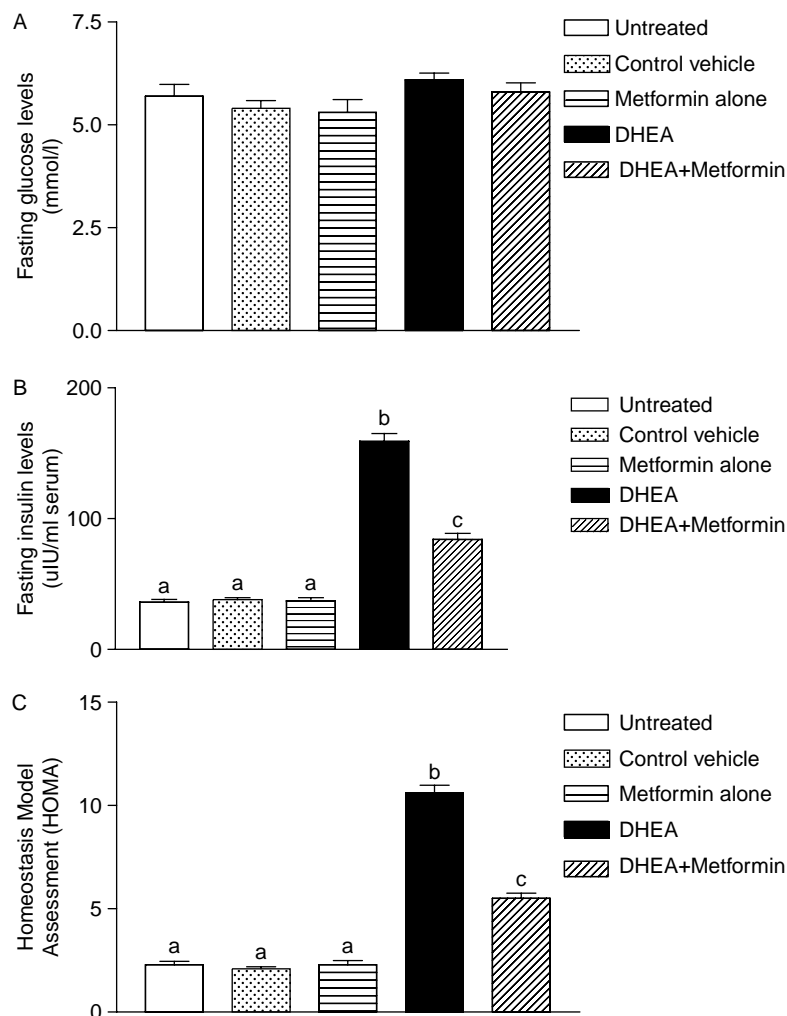 A
7.5
5.0
2.5
0.0
Fasting glucose levels
(mmol/l)
Untreated
Control vehicle
Metformin alone
DHEA
DHEA+Metformin
B
200
100
0
Fasting insulin levels
(uIU/ml serum)
a
a
a
b
c
Untreated
Control vehicle
Metformin alone
DHEA
DHEA+Metformin
C
15
10
5
0
Homeostasis Model
Assessment (HOMA)
a
a
a
b
c
Untreated
Control vehicle
Metformin alone
DHEA
DHEA+Metformin